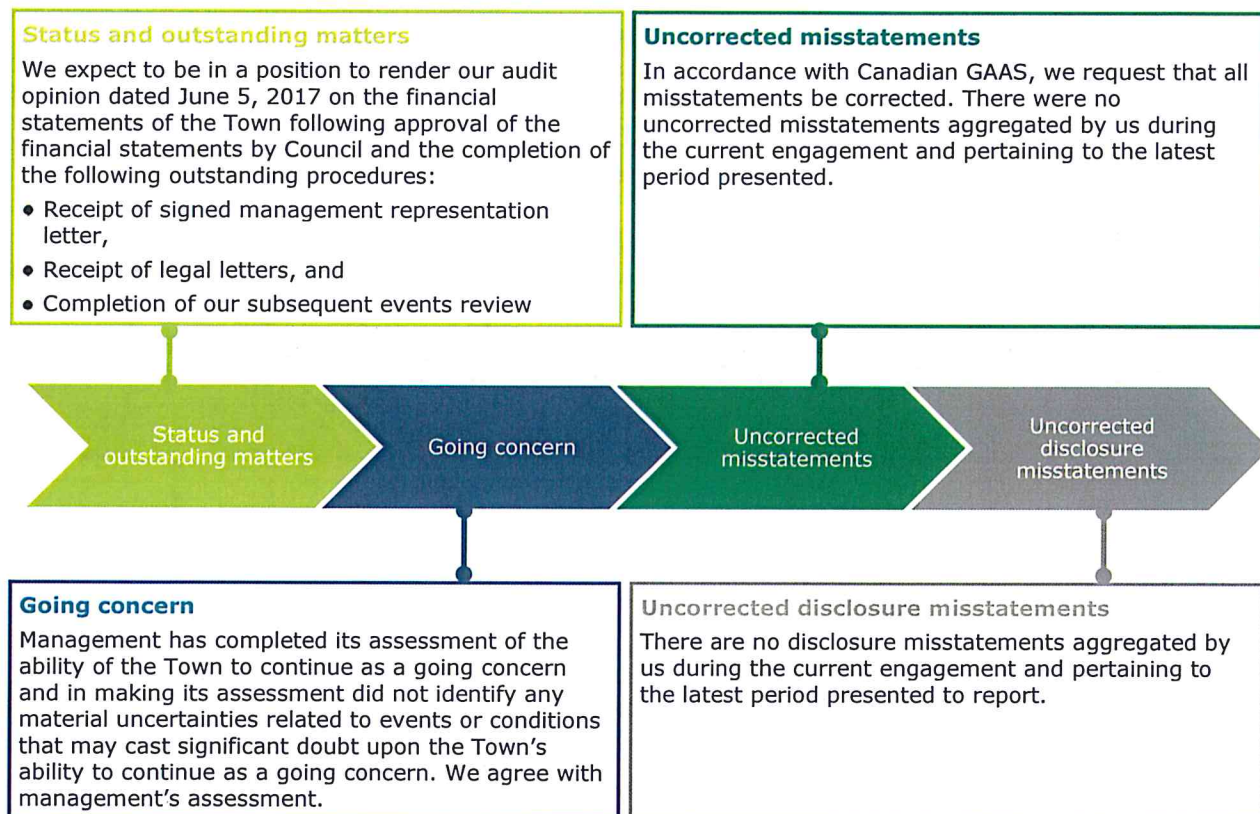 Status and outstanding matters
We expect to be in a position to render our audit
opinion dated June 5, 2017 on the financial
statements of the Town following approval of the
financial statements by Council and the completion of
the following outstanding procedures:
• Receipt of signed management representation
letter,
• Receipt of legal letters, and
• Completion of our subsequent events review
Uncorrected misstatements
In accordance with Canadian GAAS, we request that all
misstatements be corrected. There were no
uncorrected misstatements aggregated by us during
the current engagement and pertaining to the latest
period presented.
Status and
outstanding matters
Going concern
Uncorrected
misstatements
Uncorrected
disclosure
misstatements
Going concern
Management has completed its assessment of the
ability of the Town to continue as a going concern
and in making its assessment did not identify any
material uncertainties related to events or conditions
that may cast significant doubt upon the Town's
ability to continue as a going concern. We agree with
management's assessment.
Uncorrected disclosure misstatements
There are no disclosure misstatements aggregated by
us during the current engagement and pertaining to
the latest period presented to report.